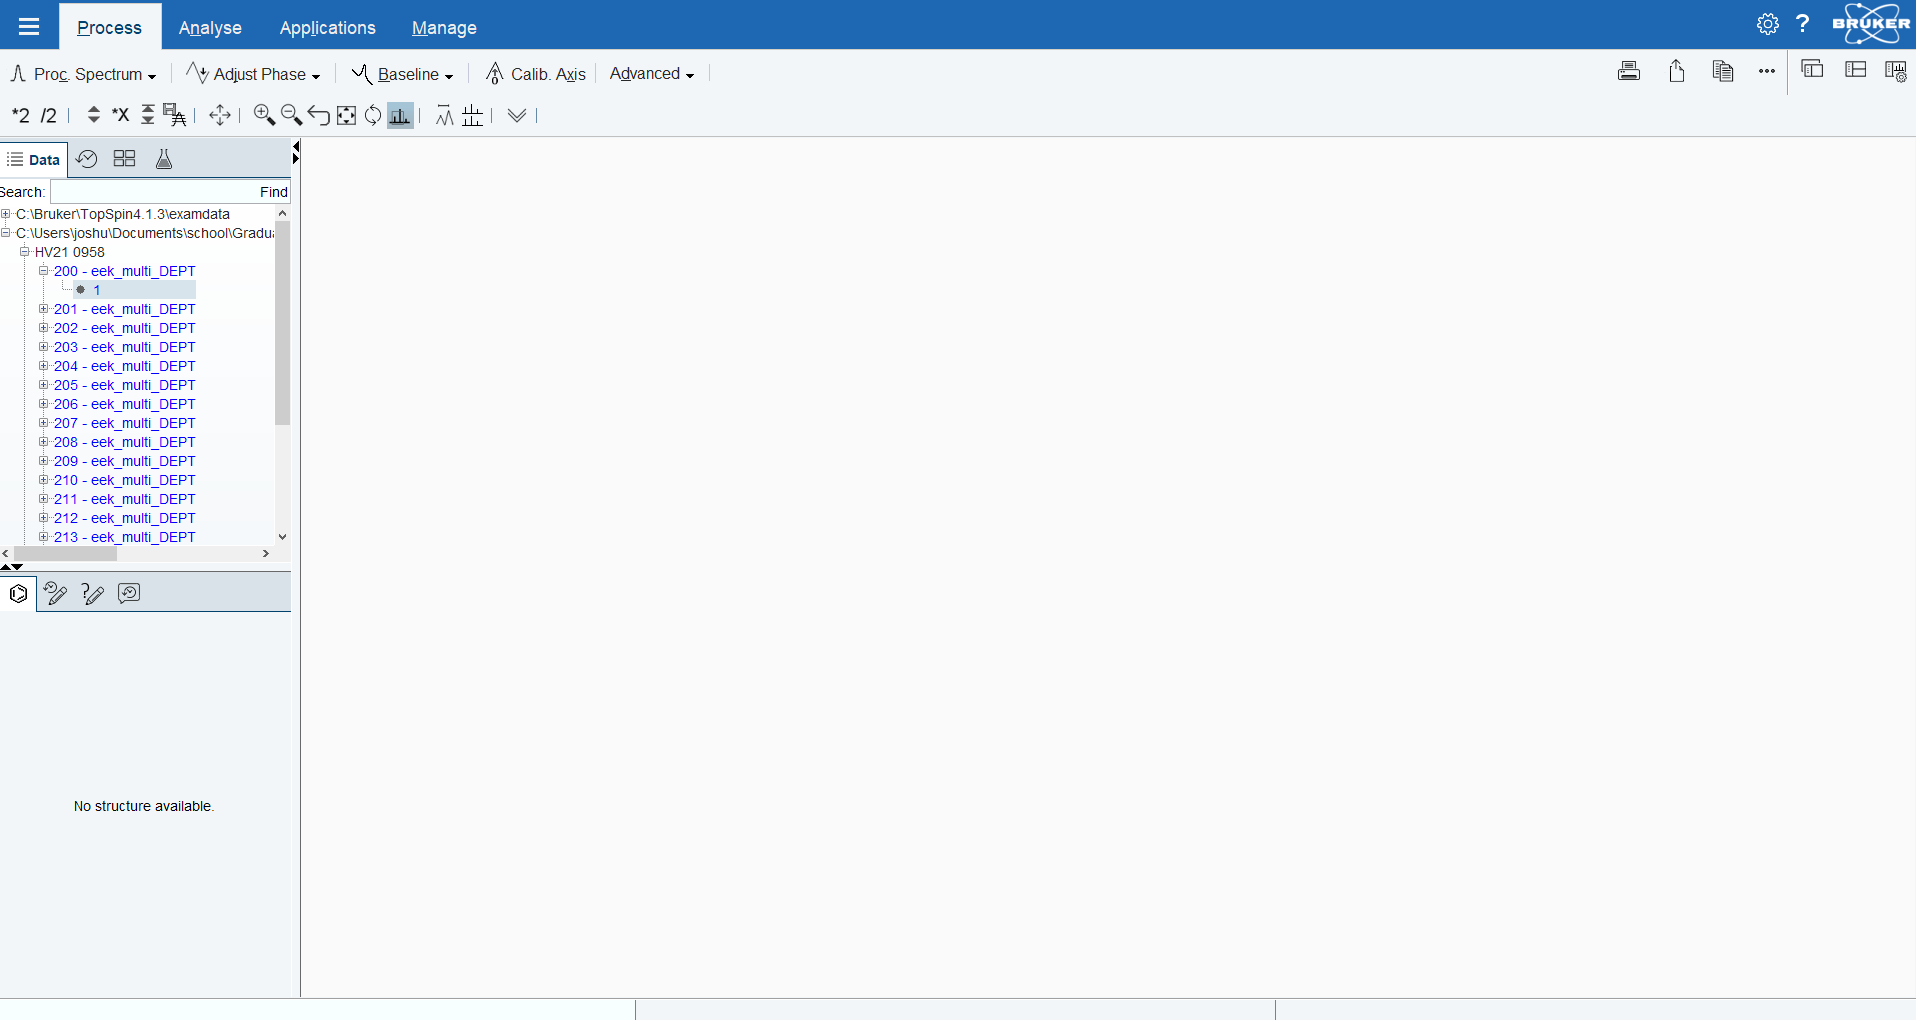 Process Analyse Applications Manage ? BRUKER
Proc. Spectrum Adjust Phase Baseline Calib. Axis Advanced
*2 /2 *X
Data
Search: Find
C:\Bruker\TopSpin4.1.3\examdata
C:\Users\joshu\Documents\school\Gradu
HV21 0958
200 - eek_multi_DEPT
1
201 - eek_multi_DEPT
202 - eek_multi_DEPT
203 - eek_multi_DEPT
204 - eek_multi_DEPT
205 - eek_multi_DEPT
206 - eek_multi_DEPT
207 - eek_multi_DEPT
208 - eek_multi_DEPT
209 - eek_multi_DEPT
210 - eek_multi_DEPT
211 - eek_multi_DEPT
212 - eek_multi_DEPT
213 - eek_multi_DEPT
No structure available.